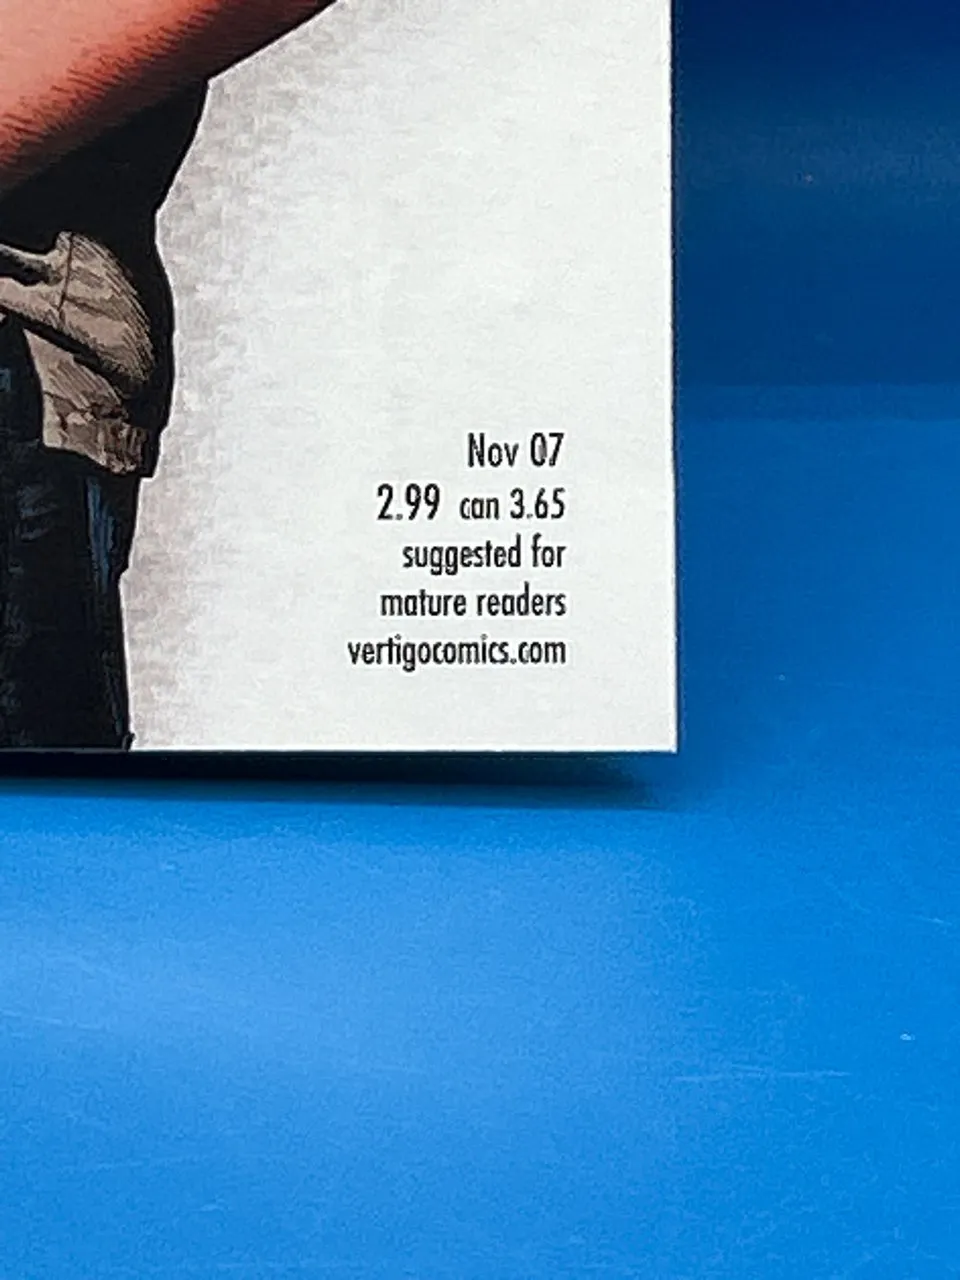 Nov 07
2.99 can 3.65
suggested for
mature readers
vertigocomics.com